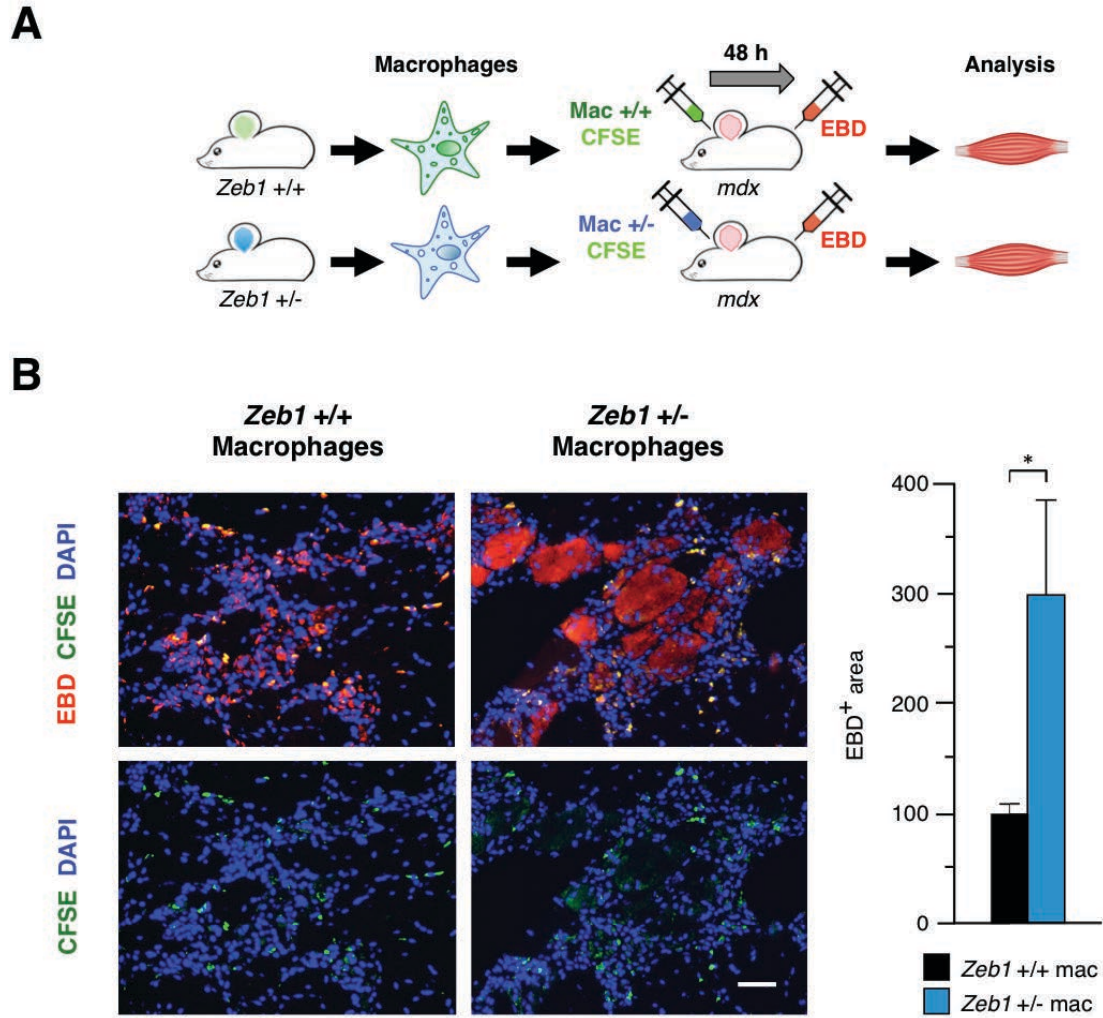 A
Macrophages
48 h
Analysis
Mac +/+
CFSE
EBD
Zeb1 +/+
mdx
Mac +/-
CFSE
EBD
Zeb1 +/-
mdx
B
Zeb1 +/+
Macrophages
Zeb1 +/-
Macrophages
EBD CFSE DAPI
CFSE DAPI
*
400
300
200
100
0
EBD+ area
Zeb1 +/+ mac
Zeb1 +/- mac